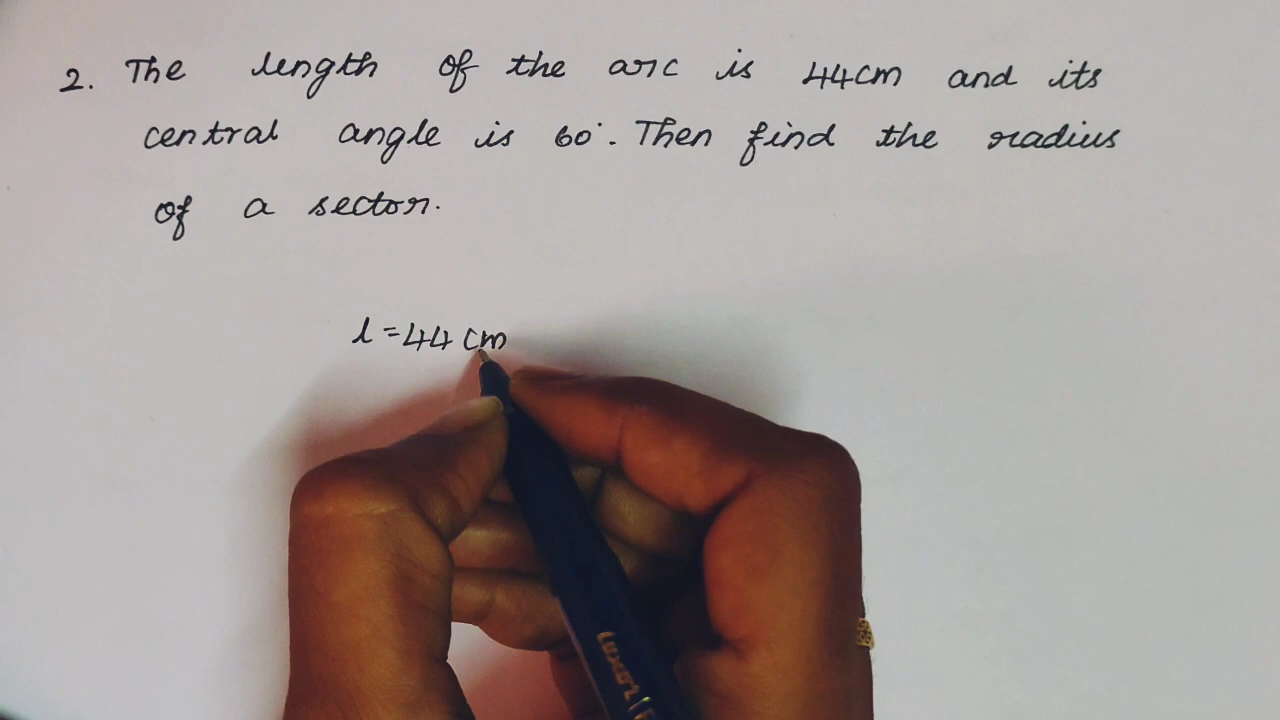 2. The length of the arc is 44cm and its
central angle is 60°. Then find the radius
of a sector.
l = 44 cm
Luxor